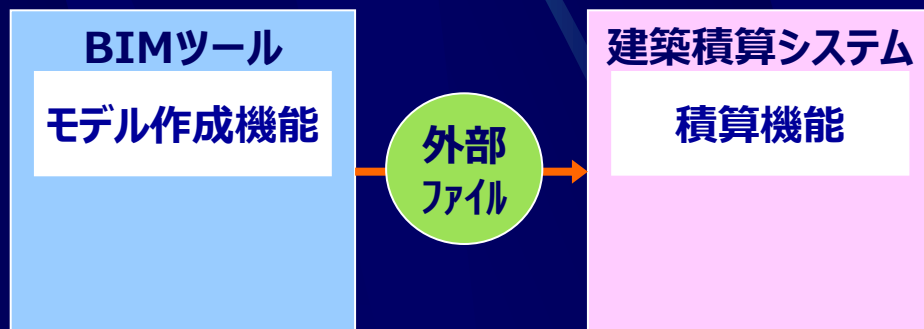 BIMツール
モデル作成機能
外部
ファイル
建築積算システム
積算機能